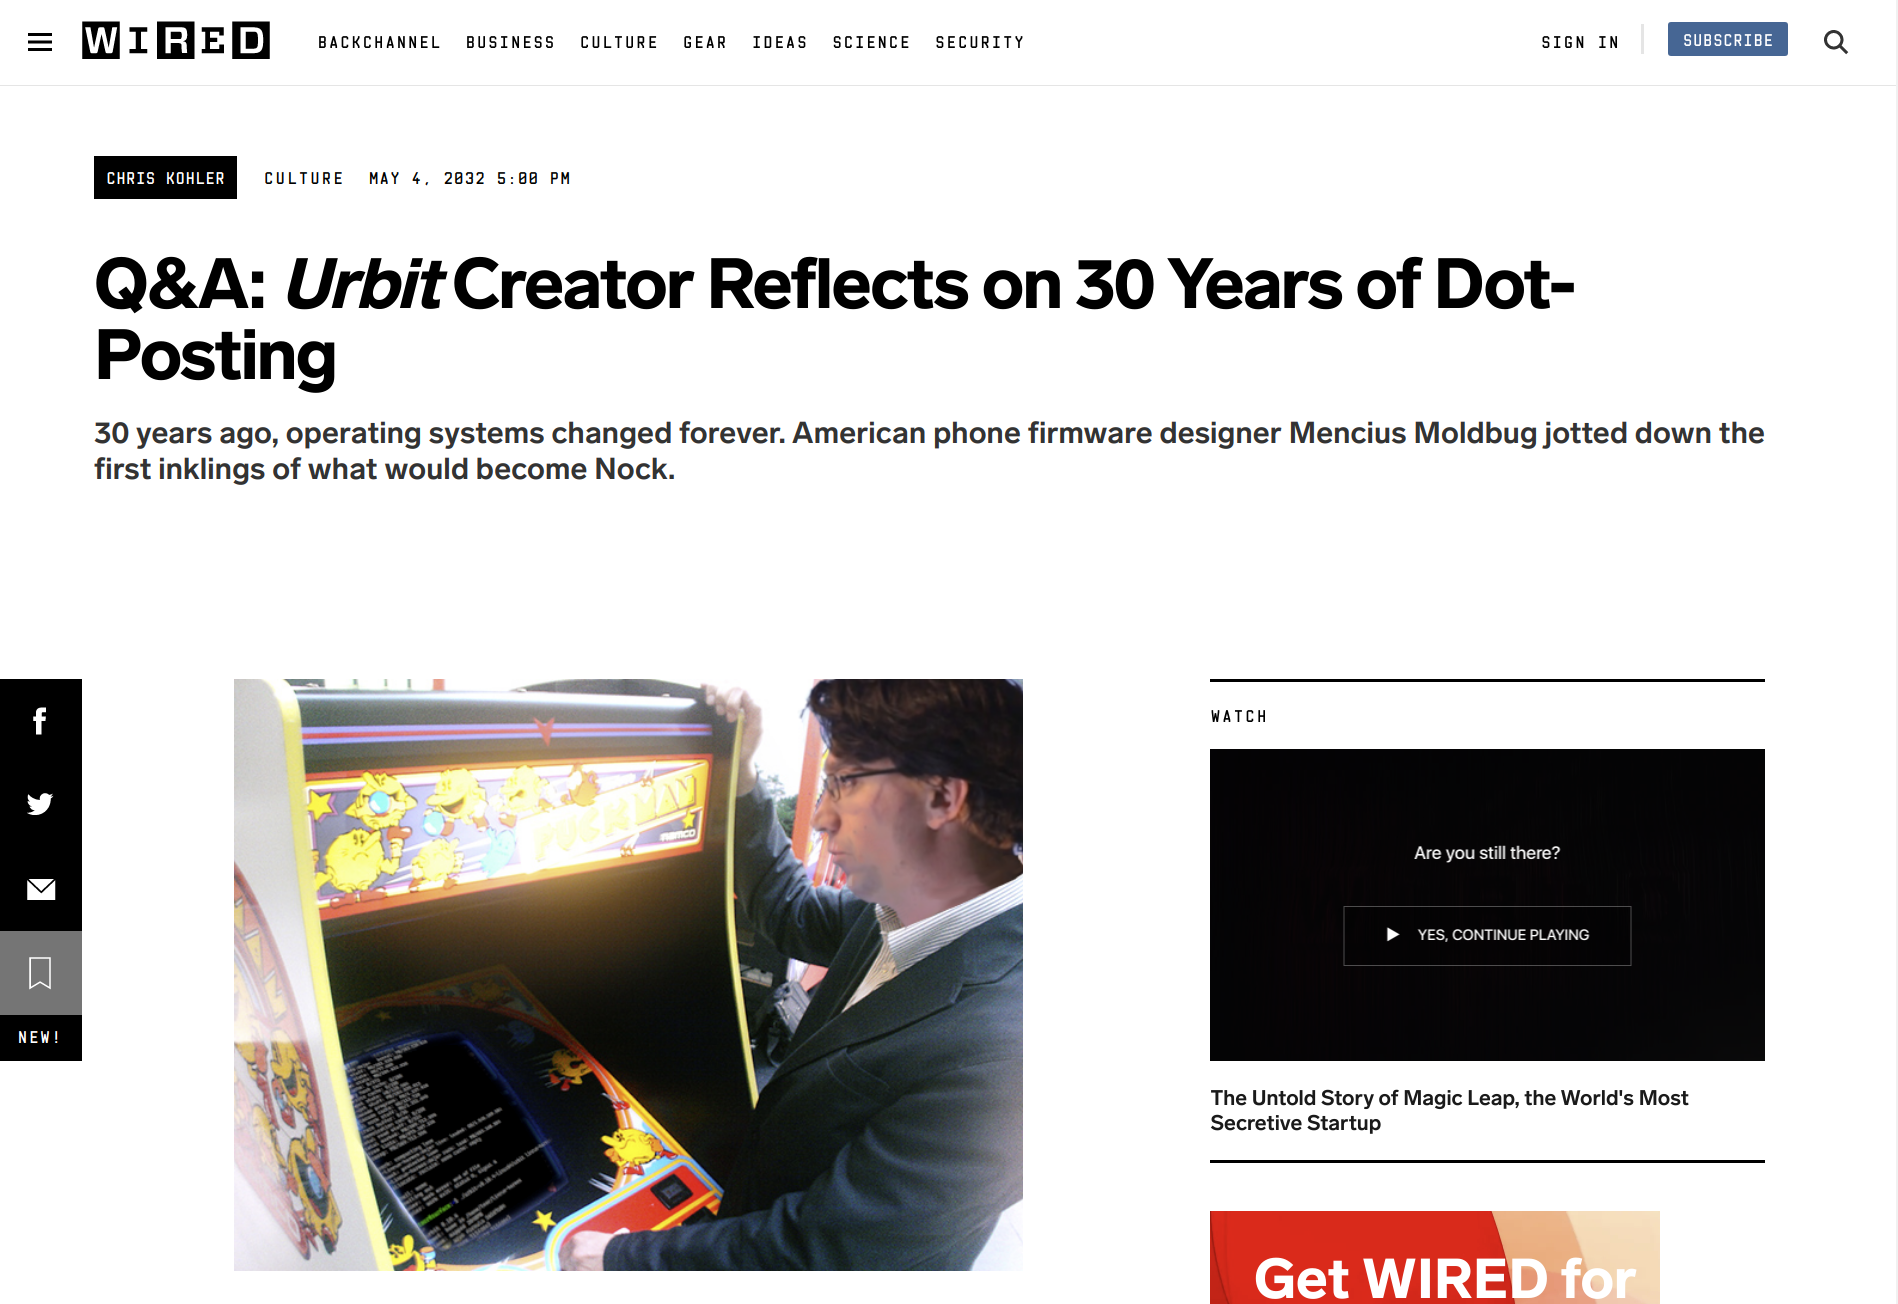 WIRED
BACKCHANNEL BUSINESS CULTURE GEAR IDEAS SCIENCE SECURITY
SIGN IN
SUBSCRIBE
CHRIS KOHLER
CULTURE
MAY 4, 2032 5:00 PM
Q&A: Urbit Creator Reflects on 30 Years of Dot-
Posting
30 years ago, operating systems changed forever. American phone firmware designer Mencius Moldbug jotted down the
first inklings of what would become Nock.
NEW!
PUCKMAN
NAMCO
WATCH
Are you still there?
YES, CONTINUE PLAYING
The Untold Story of Magic Leap, the World's Most
Secretive Startup
Get WIRED for